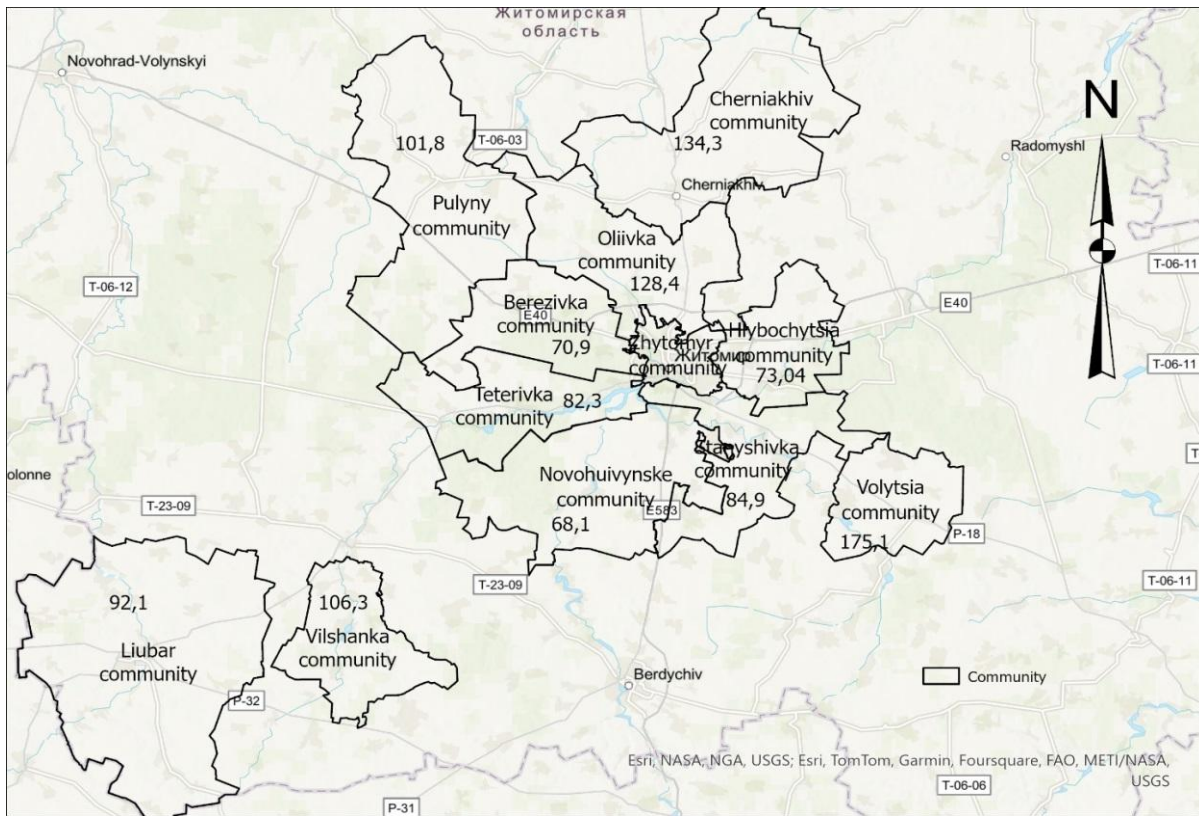 Житомирская
область
Novohrad-Volynskyi
Cherniakhiv
community
134,3
N
101,8
T-06-03
Radomyshl
Cherniakhiv
Pulyny
community
Oliivka
community
128,4
T-06-11
T-06-12
E40
Berezivka
E40
community
70,9
Zhytomyr
community
Житомир
Hlybochytsia
community
73,04
T-06-11
Teterivka
community
82,3
Stanyshivka
community
84,9
Novohuivynske
community
68,1
E583
olonne
T-23-09
Volytsia
community
175,1
P-18
T-23-09
T-06-11
92,1
Liubar
community
106,3
Vilshanka
community
P-32
Berdychiv
Community
Esri, NASA, NGA, USGS; Esri, TomTom, Garmin, Foursquare, FAO, METI/NASA,
USGS
T-06-06
P-31